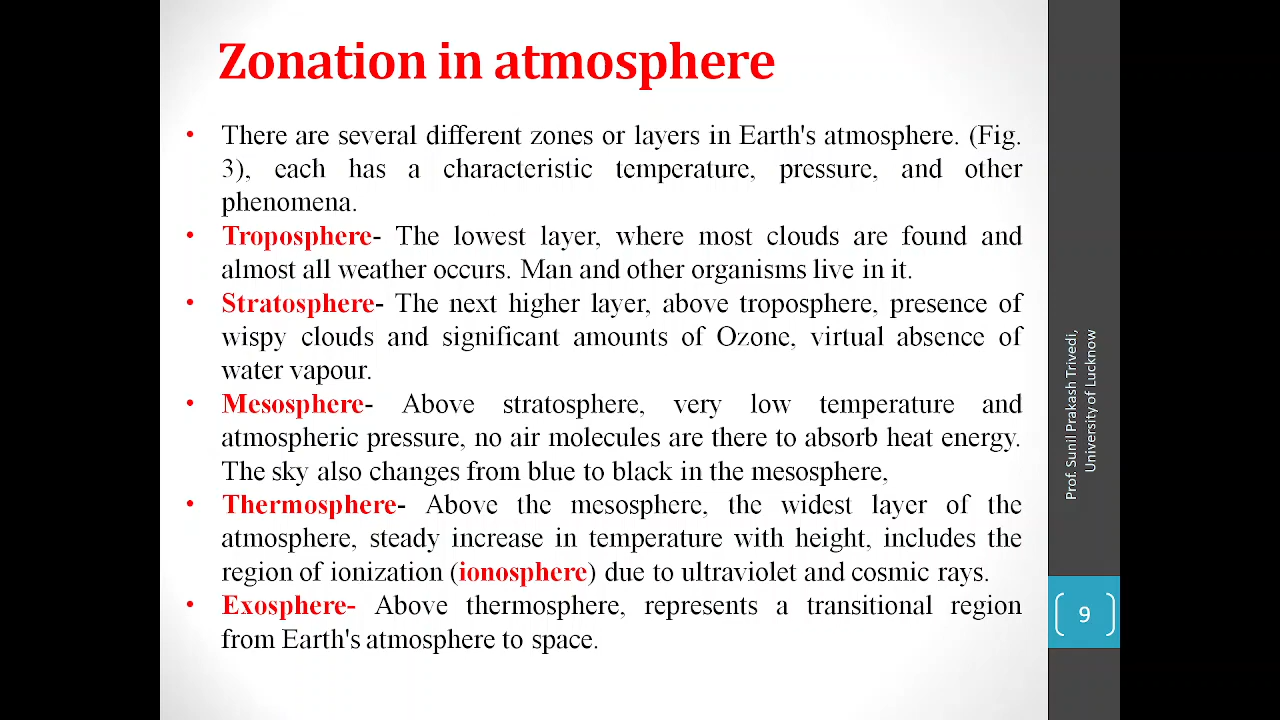 Zonation in atmosphere
• There are several different zones or layers in Earth's atmosphere. (Fig.
3), each has a characteristic temperature, pressure, and other
phenomena.
• Troposphere- The lowest layer, where most clouds are found and
almost all weather occurs. Man and other organisms live in it.
• Stratosphere- The next higher layer, above troposphere, presence of
wispy clouds and significant amounts of Ozone, virtual absence of
water vapour.
• Mesosphere- Above stratosphere, very low temperature and
atmospheric pressure, no air molecules are there to absorb heat energy.
The sky also changes from blue to black in the mesosphere,
• Thermosphere- Above the mesosphere, the widest layer of the
atmosphere, steady increase in temperature with height, includes the
region of ionization (ionosphere) due to ultraviolet and cosmic rays.
• Exosphere- Above thermosphere, represents a transitional region
from Earth's atmosphere to space.
Prof. Sunil Prakash Trivedi,
University of Lucknow
9